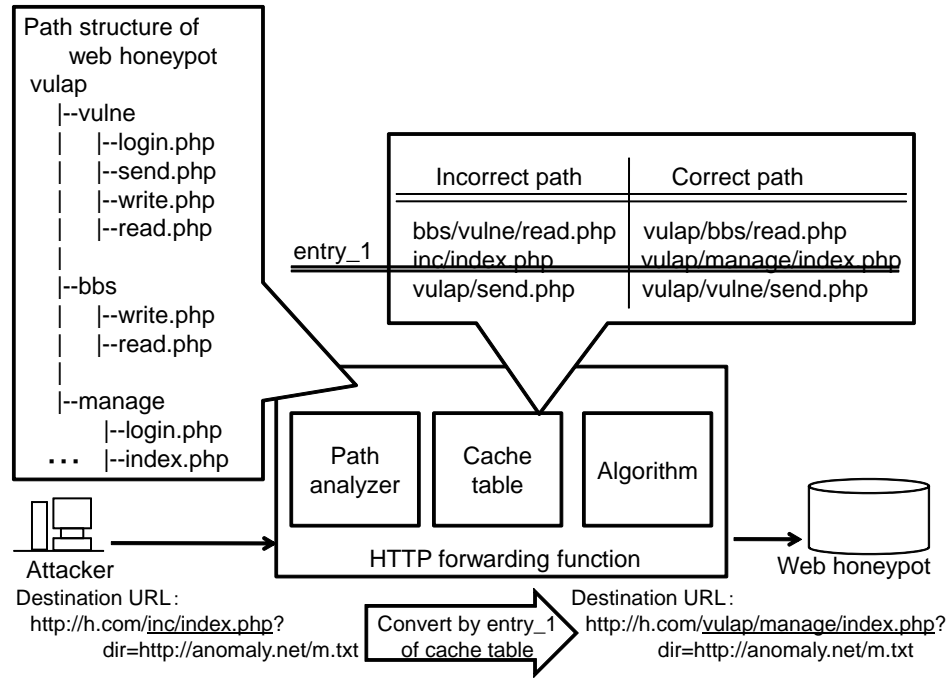 Path structure of
web honeypot
vulap
|--vulne
| |--login.php
| |--send.php
| |--write.php
| |--read.php
|
|--bbs
| |--write.php
| |--read.php
|
|--manage
|--login.php
... |--index.php
Incorrect path Correct path
bbs/vulne/read.php vulap/bbs/read.php
entry_1 inc/index.php vulap/manage/index.php
vulap/send.php vulap/vulne/send.php
Path
analyzer
Cache
table
Algorithm
HTTP forwarding function
Attacker
Web honeypot
Destination URL:
http://h.com/inc/index.php?
dir=http://anomaly.net/m.txt
Convert by entry_1
of cache table
Destination URL:
http://h.com/vulap/manage/index.php?
dir=http://anomaly.net/m.txt